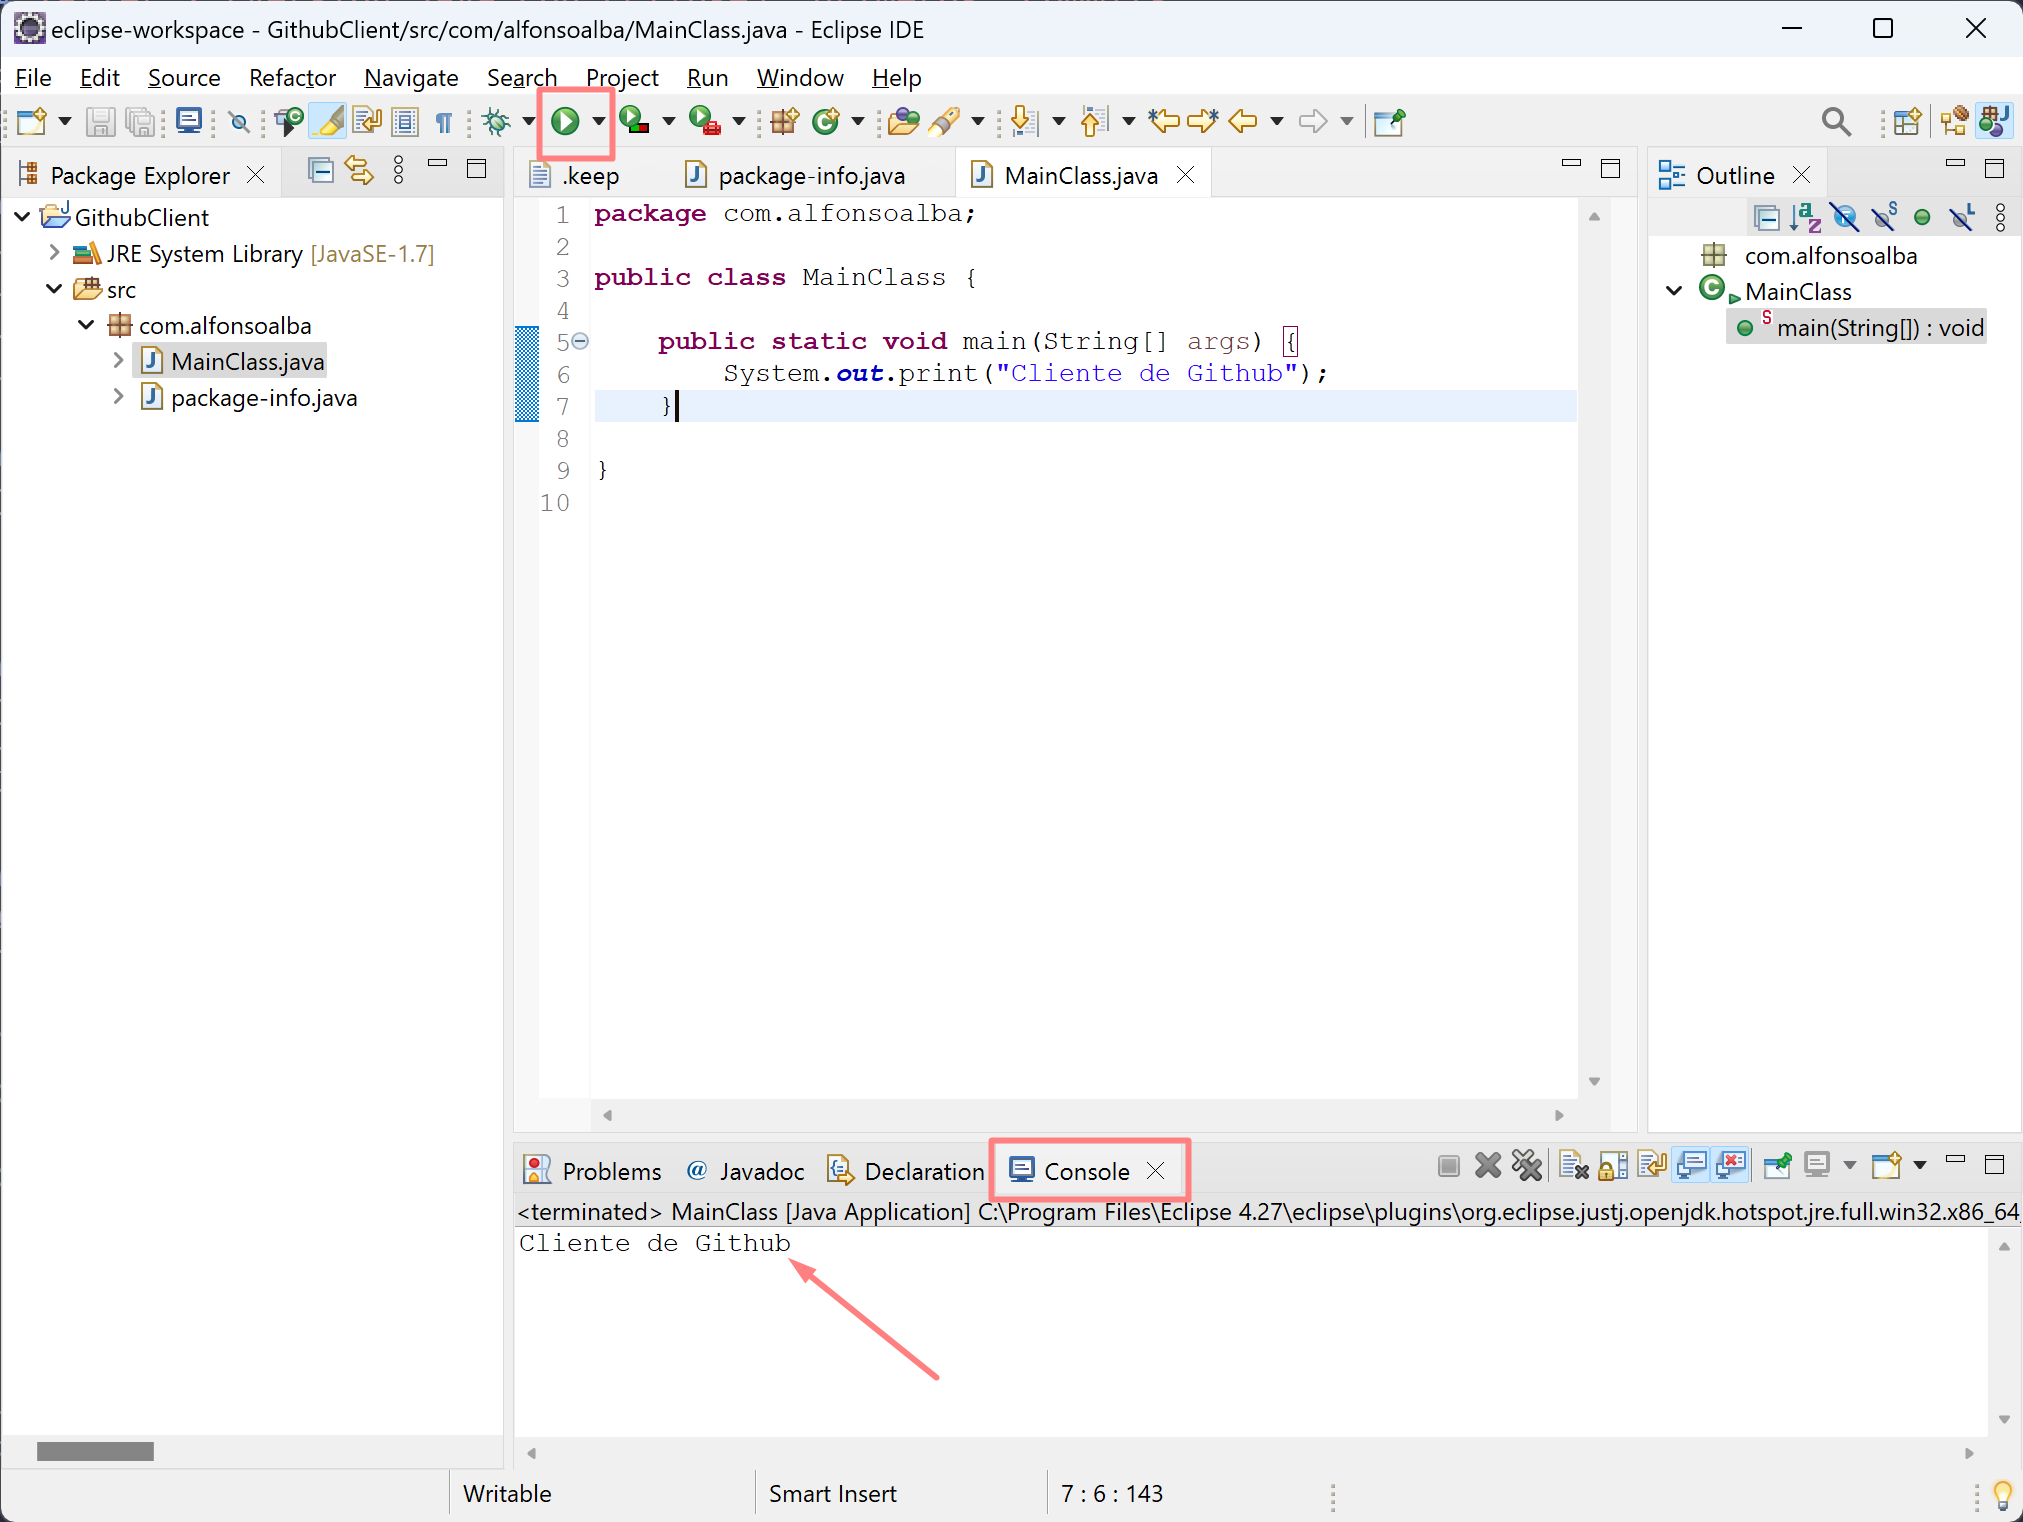 eclipse-workspace - GithubClient/src/com/alfonsoalba/MainClass.java - Eclipse IDE
File Edit Source Refactor Navigate Search Project Run Window Help
Package Explorer
GithubClient
JRE System Library [JavaSE-1.7]
src
com.alfonsoalba
MainClass.java
package-info.java
.keep package-info.java MainClass.java
1 package com.alfonsoalba;
2
3 public class MainClass {
4
5 public static void main(String[] args) {
6 System.out.print("Cliente de Github");
7 }
8
9 }
10
Outline
com.alfonsoalba
MainClass
main(String[]) : void
Problems Javadoc Declaration Console
<terminated> MainClass [Java Application] C:\Program Files\Eclipse 4.27\eclipse\plugins\org.eclipse.justj.openjdk.hotspot.jre.full.win32.x86_64
Cliente de Github
Writable Smart Insert 7 : 6 : 143